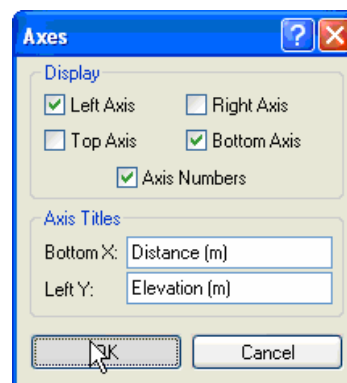 Axes
Display
Left Axis Right Axis
Top Axis Bottom Axis
Axis Numbers
Axis Titles
Bottom X: Distance (m)
Left Y: Elevation (m)
OK Cancel